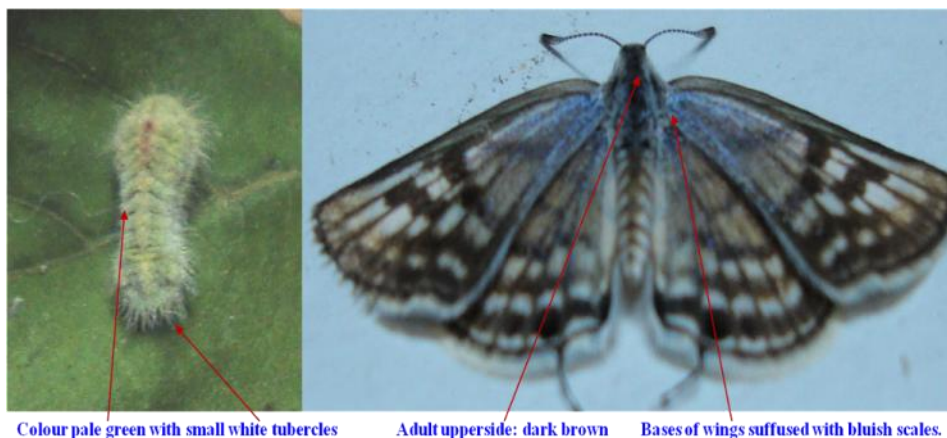 Colour pale green with small white tubercles
Adult upperside: dark brown
Bases of wings suffused with bluish scales.